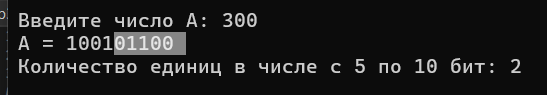 Введите число A: 300
A = 100101100
Количество единиц в числе с 5 по 10 бит: 2